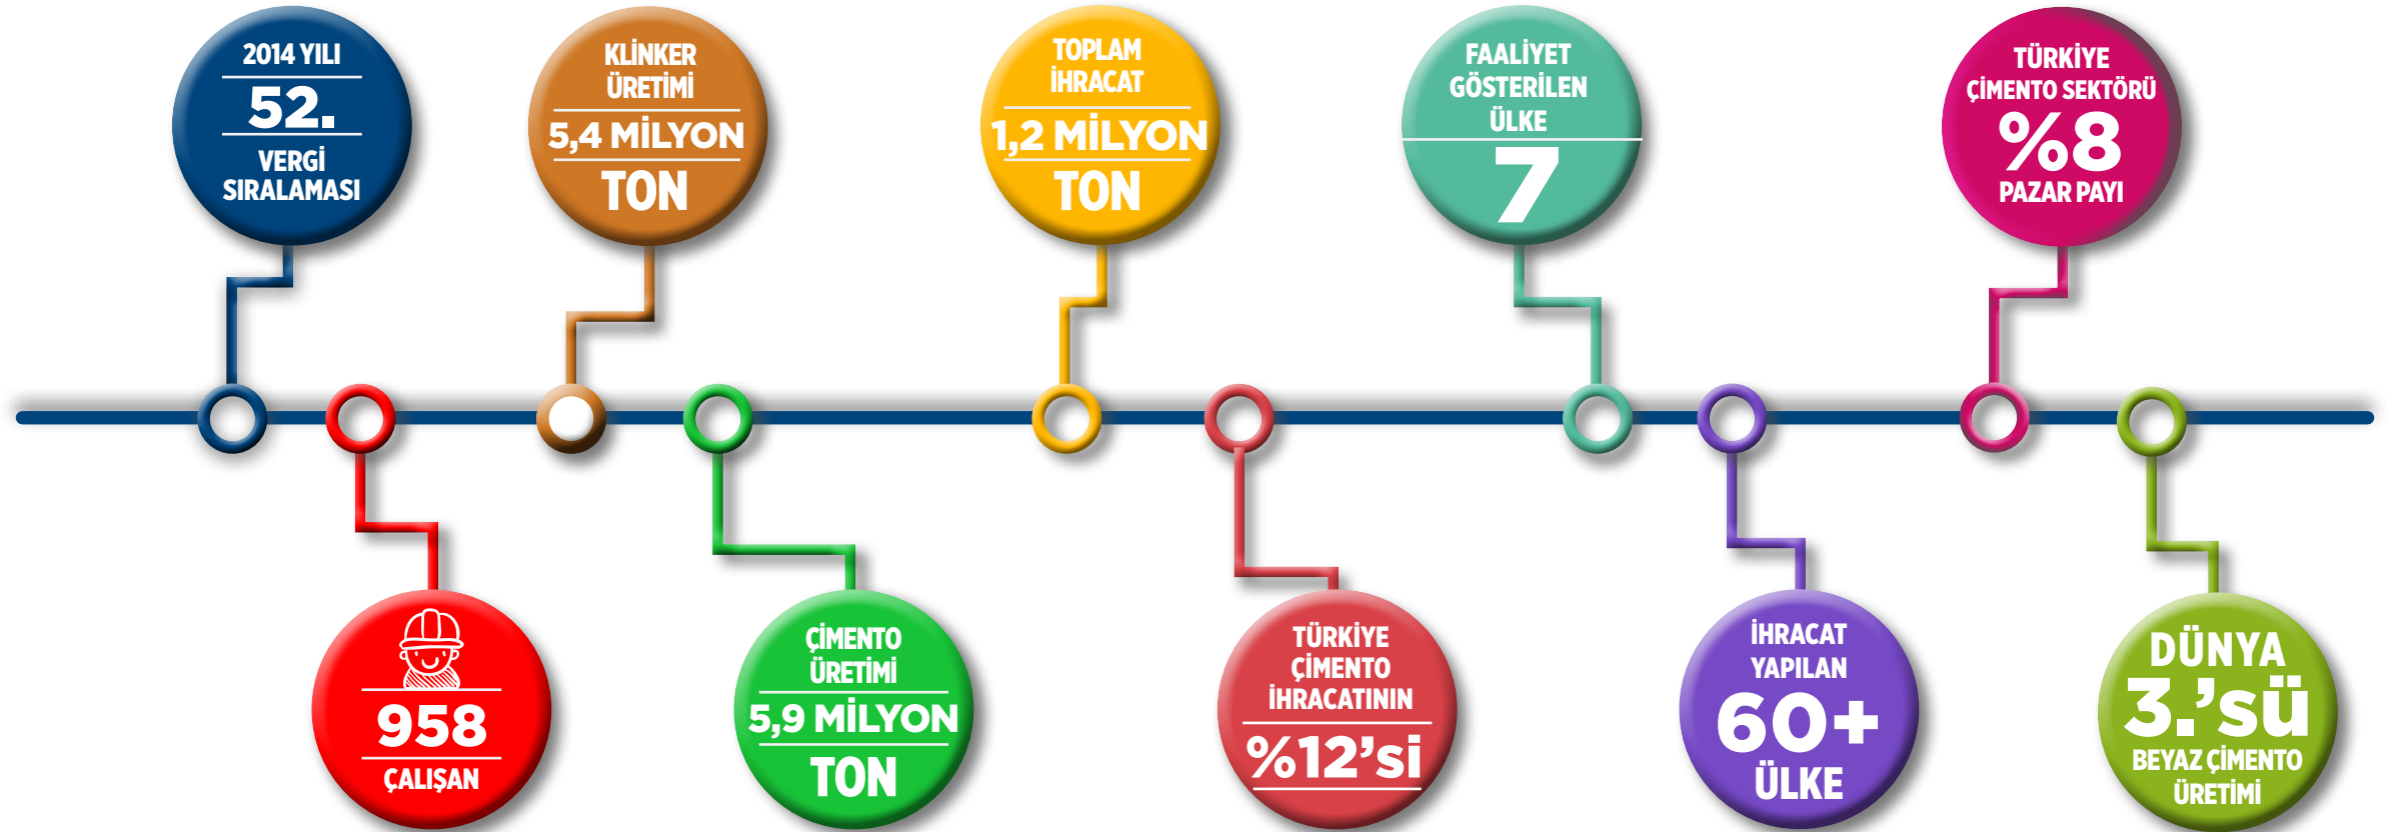 2014 YILI
52.
VERGİ
SIRALAMASI
958
ÇALIŞAN
KLİNKER
ÜRETİMİ
5,4 MİLYON
TON
ÇİMENTO
ÜRETİMİ
5,9 MİLYON
TON
TOPLAM
İHRACAT
1,2 MİLYON
TON
TÜRKİYE
ÇİMENTO
İHRACATININ
%12'si
FAALİYET
GÖSTERİLEN
ÜLKE
7
İHRACAT
YAPILAN
60+
ÜLKE
TÜRKİYE
ÇİMENTO SEKTÖRÜ
%8
PAZAR PAYI
DÜNYA
3.'sü
BEYAZ ÇİMENTO
ÜRETİMİ